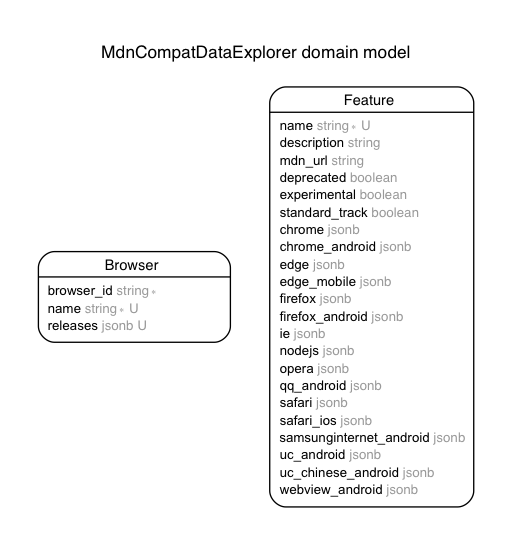 MdnCompatDataExplorer domain model
Browser
browser_id string *
name string * U
releases jsonb U
Feature
name string * U
description string
mdn_url string
deprecated boolean
experimental boolean
standard_track boolean
chrome jsonb
chrome_android jsonb
edge jsonb
edge_mobile jsonb
firefox jsonb
firefox_android jsonb
ie jsonb
nodejs jsonb
opera jsonb
qq_android jsonb
safari jsonb
safari_ios jsonb
samsunginternet_android jsonb
uc_android jsonb
uc_chinese_android jsonb
webview_android jsonb